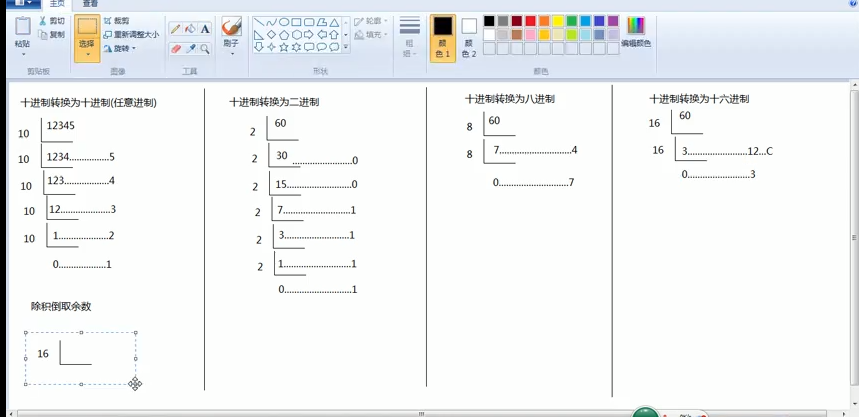 主页 查看
粘贴
剪切
复制
剪贴板
选择
裁剪
重新调整大小
旋转
图像
A
工具
刷子
形状
轮廓
填充
粗细
颜色 1
颜色 2
颜色
编辑颜色
十进制转换为十进制(任意进制)
10 12345
10 1234................5
10 123..................4
10 12....................3
10 1......................2
0...................1
除积倒取余数
16
十进制转换为二进制
2 60
2 30 ........................0
2 15..........................0
2 7...........................1
2 3...........................1
2 1...........................1
0...........................1
十进制转换为八进制
8 60
8 7.............................4
0............................7
十进制转换为十六进制
16 60
16 3........................12...C
0.........................3